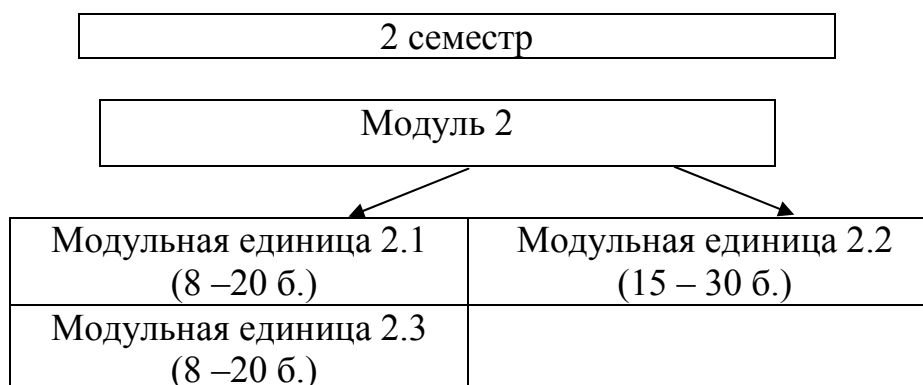 2 семестр
Модуль 2
Модульная единица 2.1
(8 –20 б.)
Модульная единица 2.2
(15 – 30 б.)
Модульная единица 2.3
(8 –20 б.)